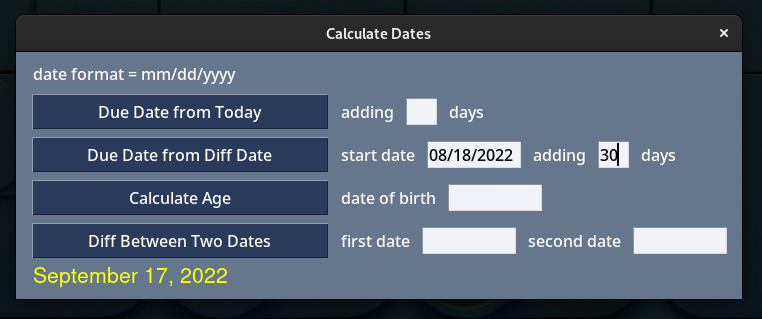 Calculate Dates ×
date format = mm/dd/yyyy
Due Date from Today adding days
Due Date from Diff Date start date 08/18/2022 adding 30 days
Calculate Age date of birth
Diff Between Two Dates first date second date
September 17, 2022